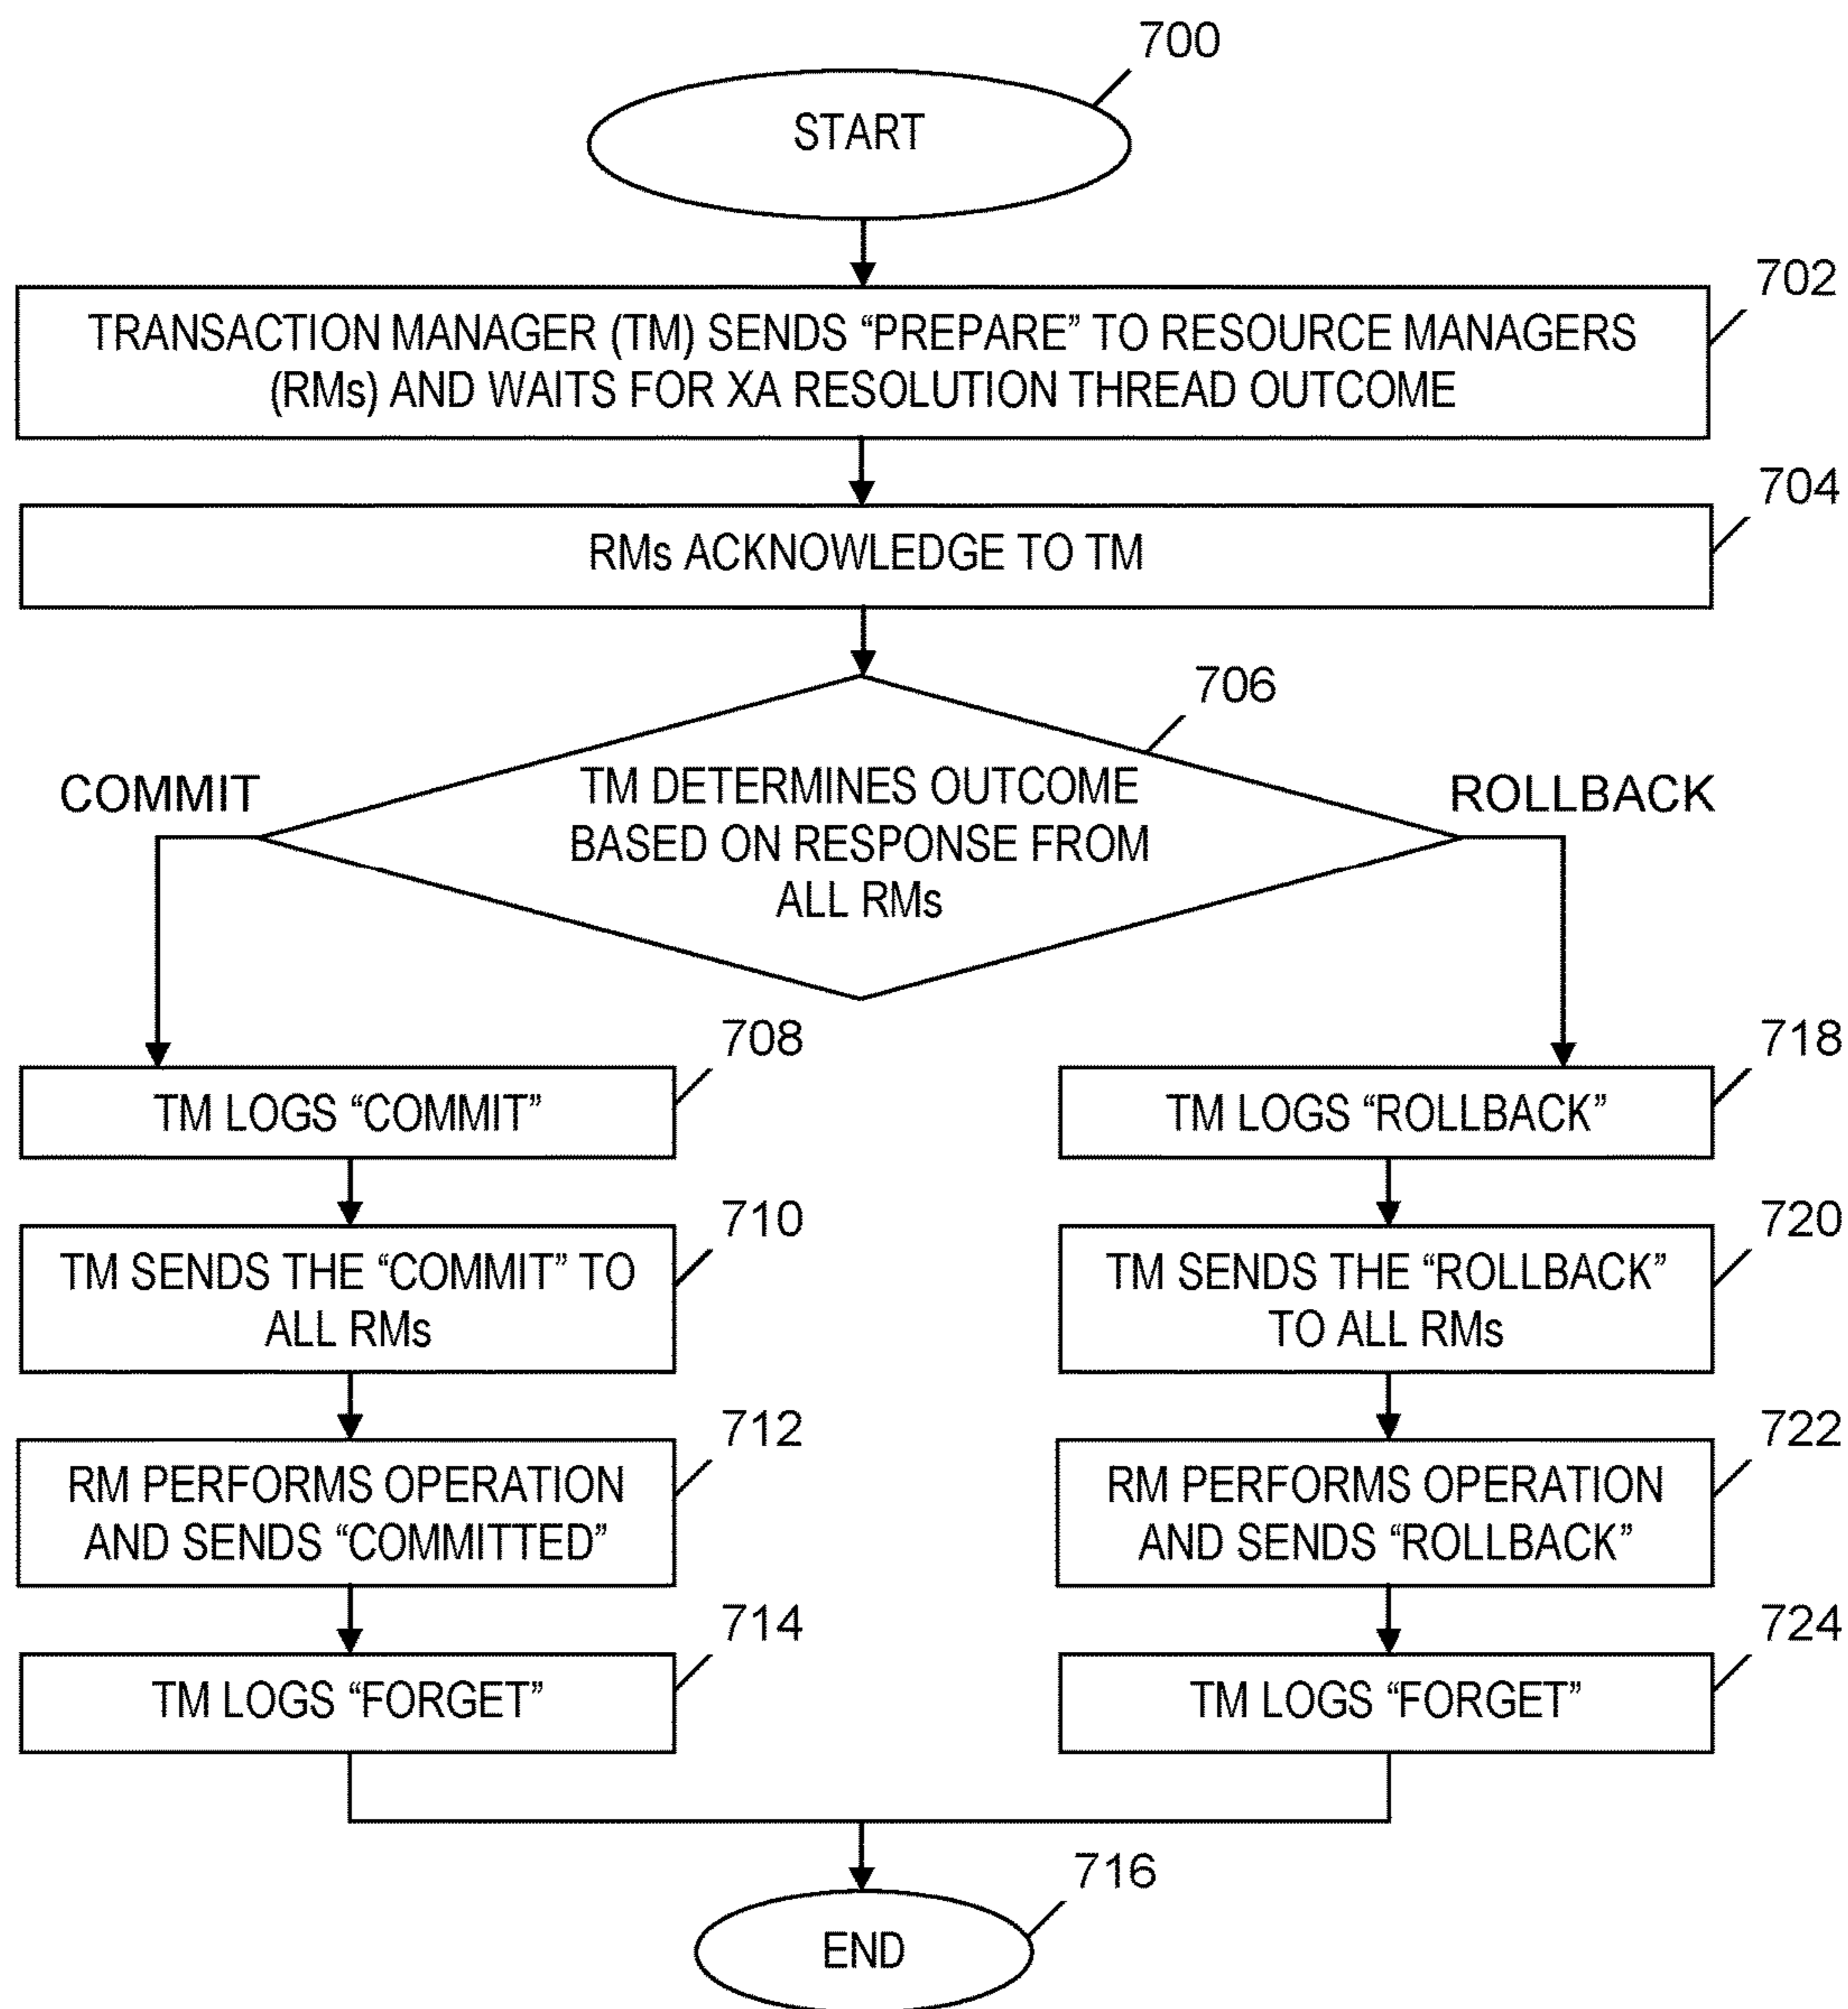 700
START
702
TRANSACTION MANAGER (TM) SENDS “PREPARE” TO RESOURCE MANAGERS
(RMs) AND WAITS FOR XA RESOLUTION THREAD OUTCOME
704
RMs ACKNOWLEDGE TO TM
706
COMMIT
TM DETERMINES OUTCOME
BASED ON RESPONSE FROM
ALL RMs
ROLLBACK
708
TM LOGS “COMMIT”
710
TM SENDS THE “COMMIT” TO
ALL RMs
712
RM PERFORMS OPERATION
AND SENDS “COMMITTED”
714
TM LOGS “FORGET”
718
TM LOGS “ROLLBACK”
720
TM SENDS THE “ROLLBACK”
TO ALL RMs
722
RM PERFORMS OPERATION
AND SENDS “ROLLBACK”
724
TM LOGS “FORGET”
716
END